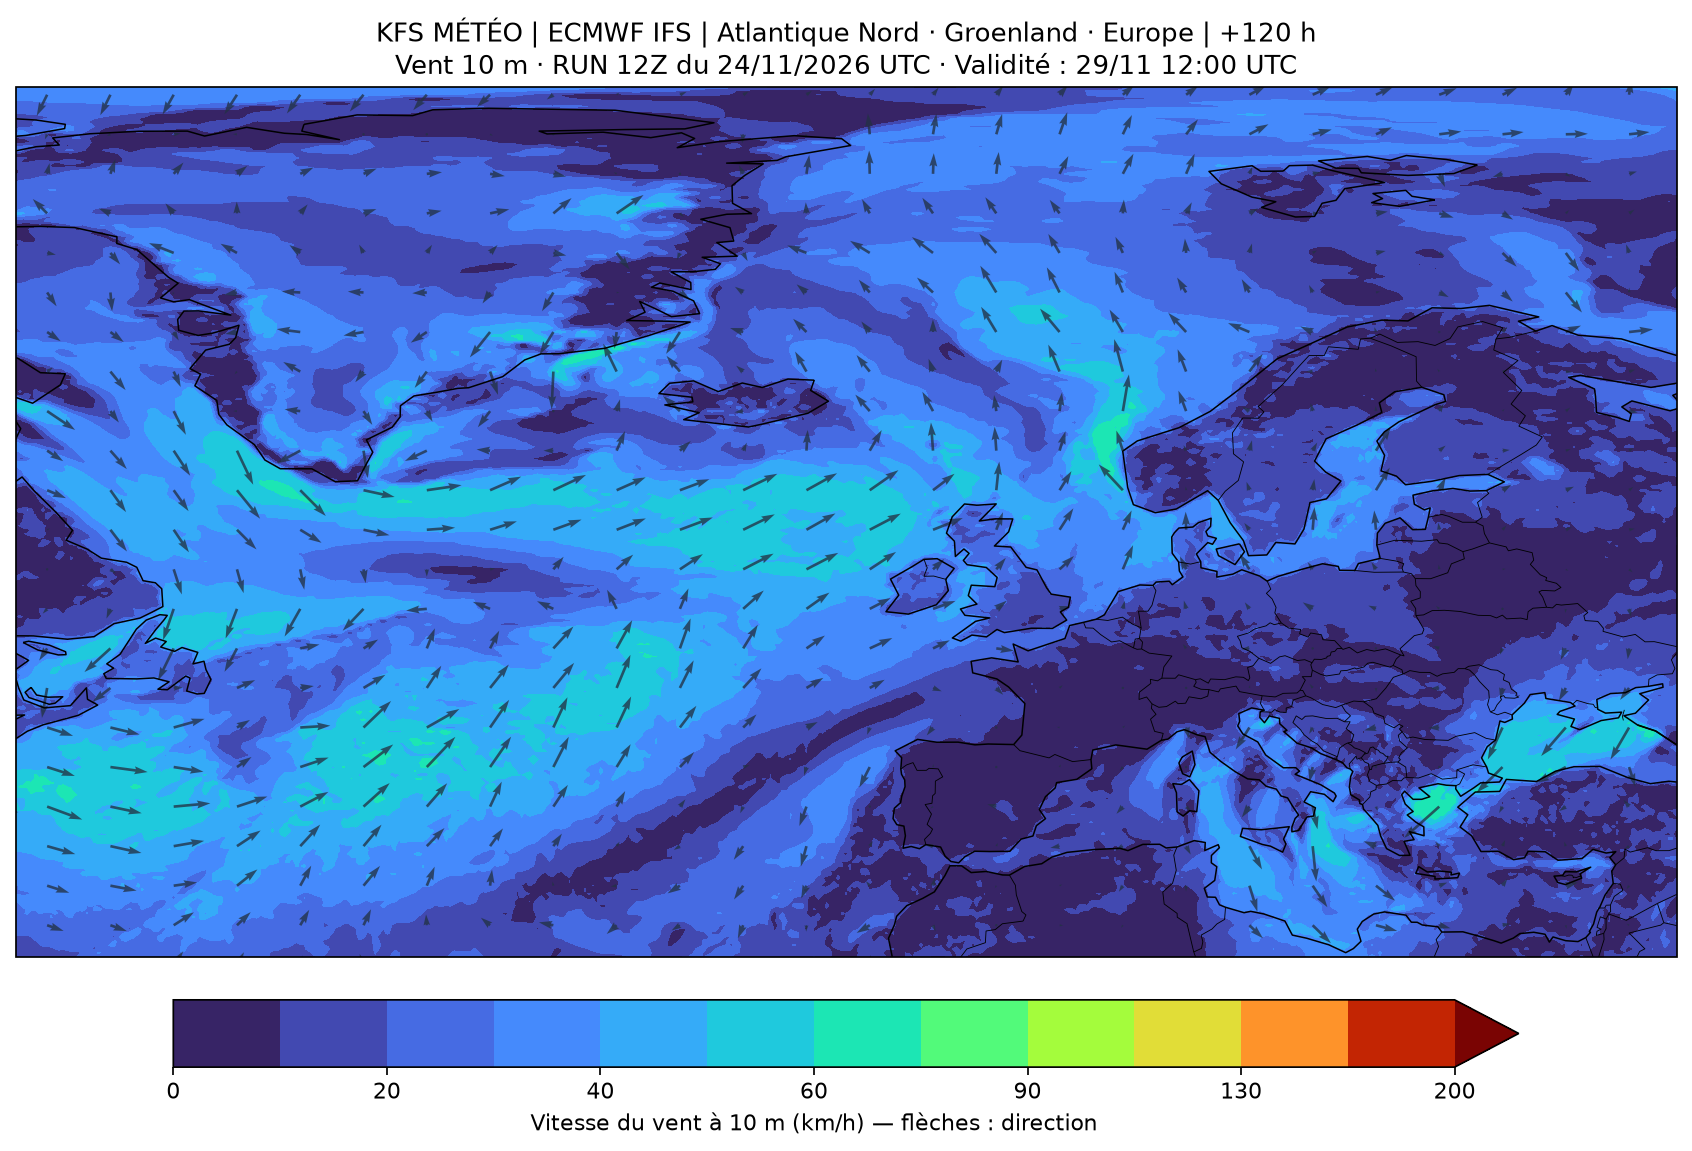 KFS MÉTÉO | ECMWF IFS | Atlantique Nord · Groenland · Europe | +120 h
Vent 10 m · RUN 12Z du 24/11/2026 UTC · Validité : 29/11 12:00 UTC
0 20 40 60 90 130 200
Vitesse du vent à 10 m (km/h) — flèches : direction